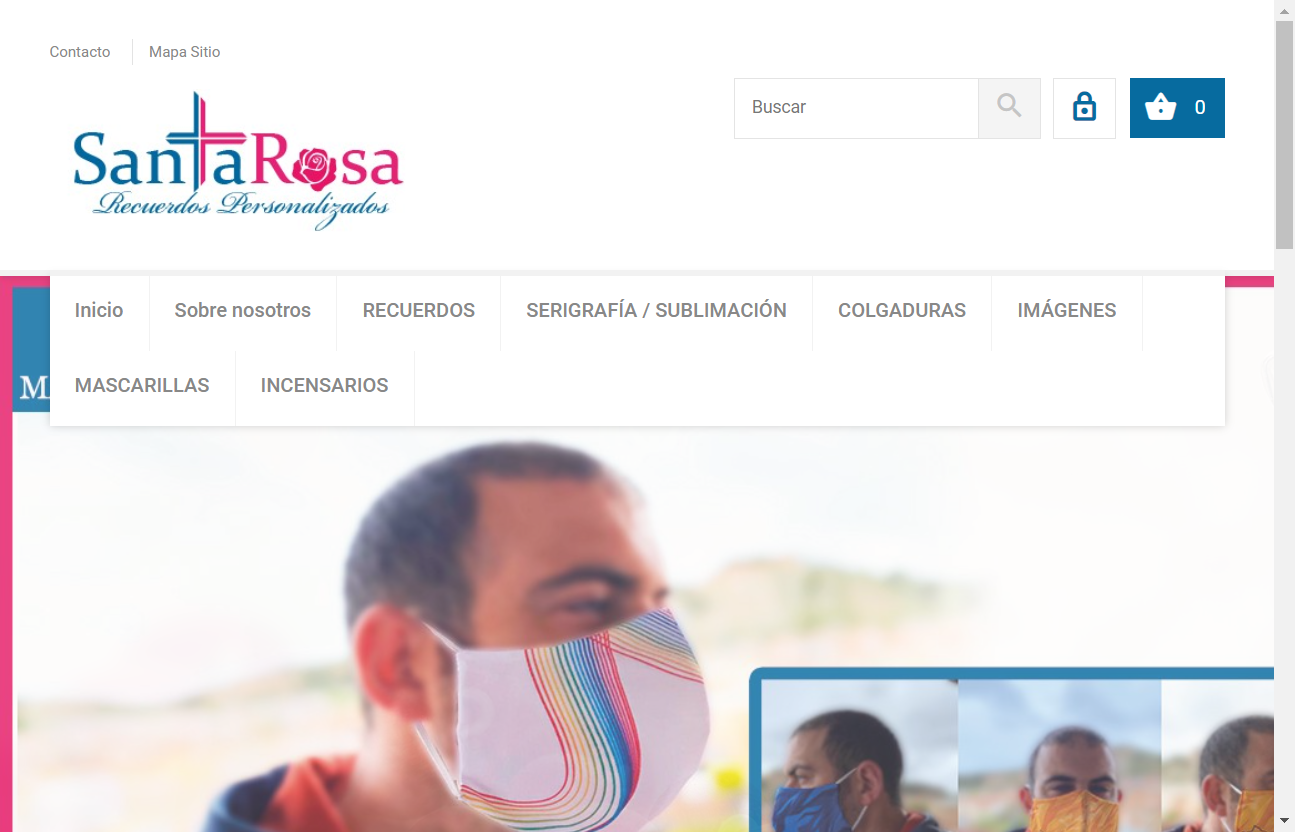 Contacto
Mapa Sitio
Buscar
0
SantaRosa
Recuerdos Personalizados
Inicio
Sobre nosotros
RECUERDOS
SERIGRAFÍA / SUBLIMACIÓN
COLGADURAS
IMÁGENES
MASCARILLAS
INCENSARIOS